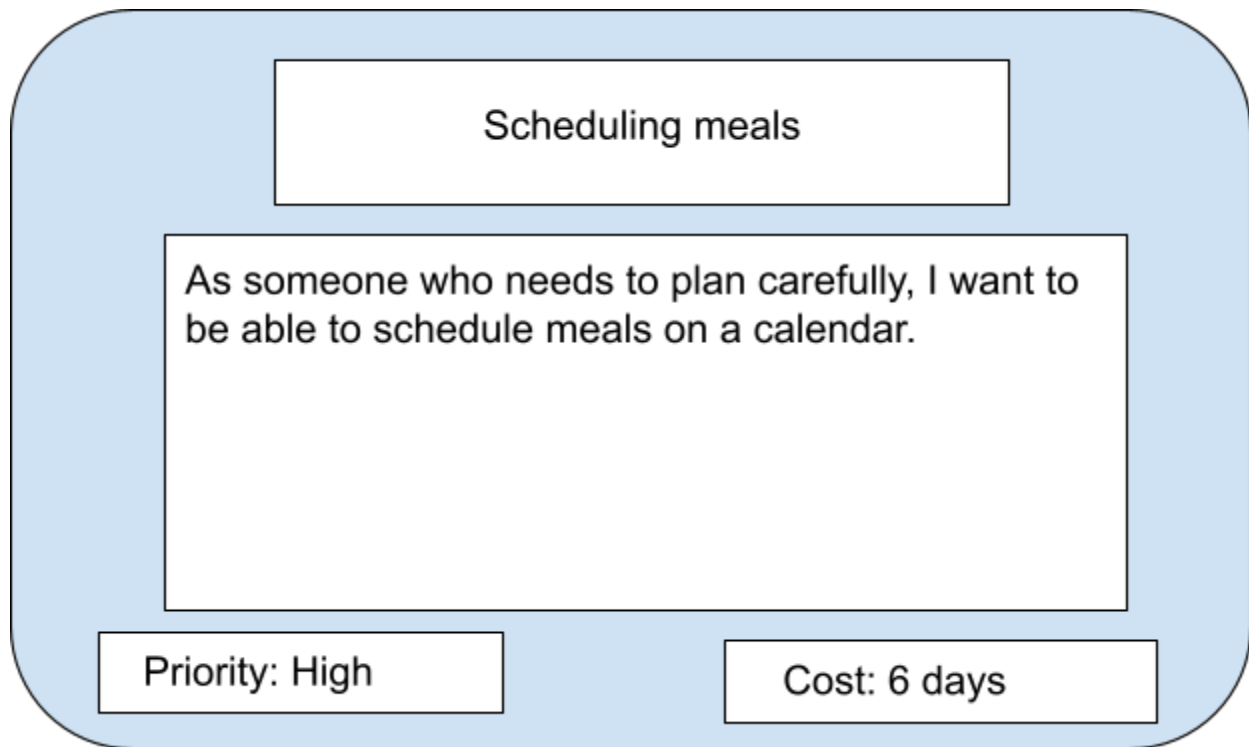 Scheduling meals
As someone who needs to plan carefully, I want to
be able to schedule meals on a calendar.
Priority: High
Cost: 6 days